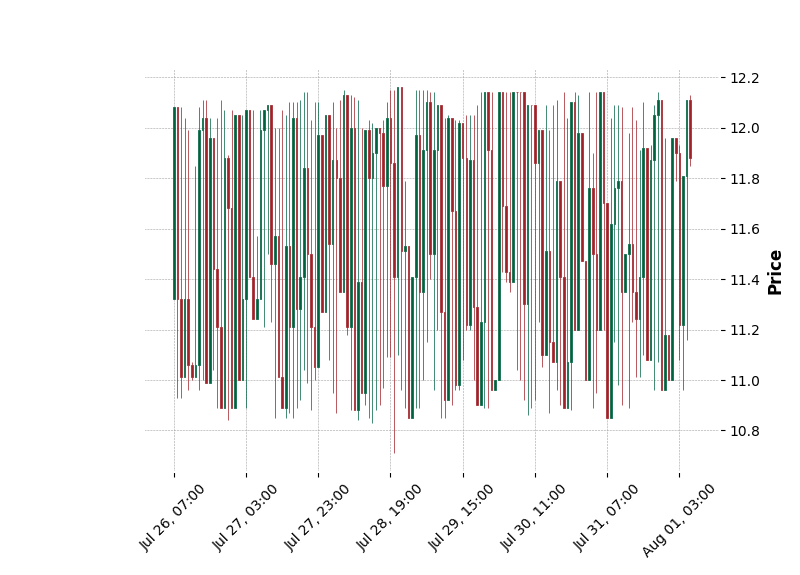 12.2
12.0
11.8
11.6
11.4
11.2
11.0
10.8
Price
Jul 26, 07:00
Jul 27, 03:00
Jul 27, 23:00
Jul 28, 19:00
Jul 29, 15:00
Jul 30, 11:00
Jul 31, 07:00
Aug 01, 03:00